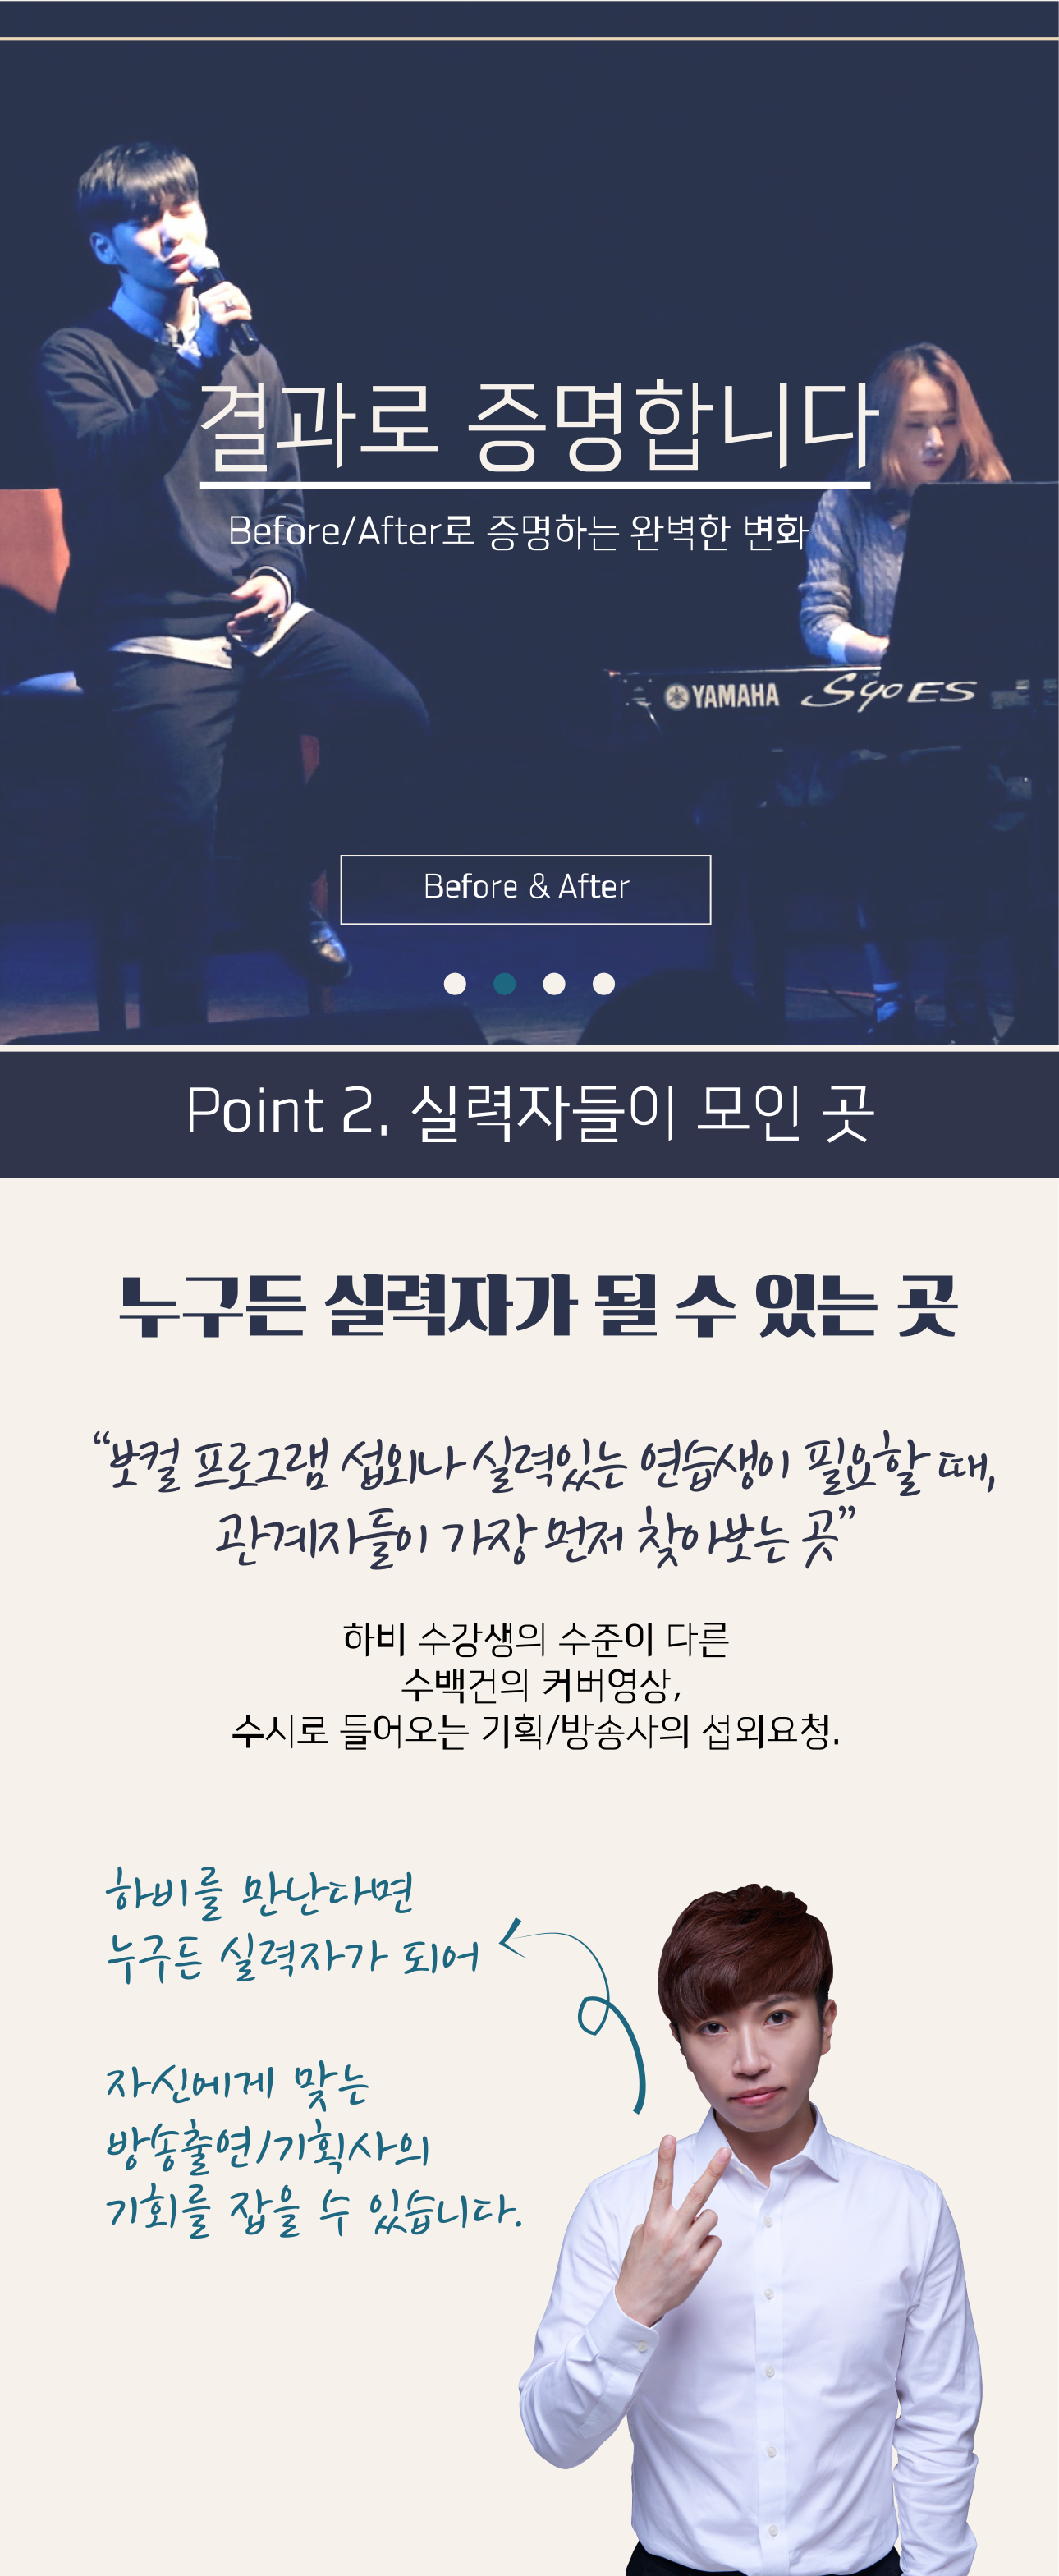 결과로 증명합니다
Before/After로 증명하는 완벽한 변화
YAMAHA S90 ES
Before & After
Point 2. 실력자들이 모인 곳
누구든 실력자가 될 수 있는 곳
“보컬 프로그램 섭외나 실력있는 연습생이 필요할 때,
관계자들이 가장 먼저 찾아보는 곳”
하비 수강생의 수준이 다른
수백건의 커버영상,
수시로 들어오는 기획/방송사의 섭외요청.
하비를 만난다면
누구든 실력자가 되어
자신에게 맞는
방송출연/기획사의
기회를 잡을 수 있습니다.